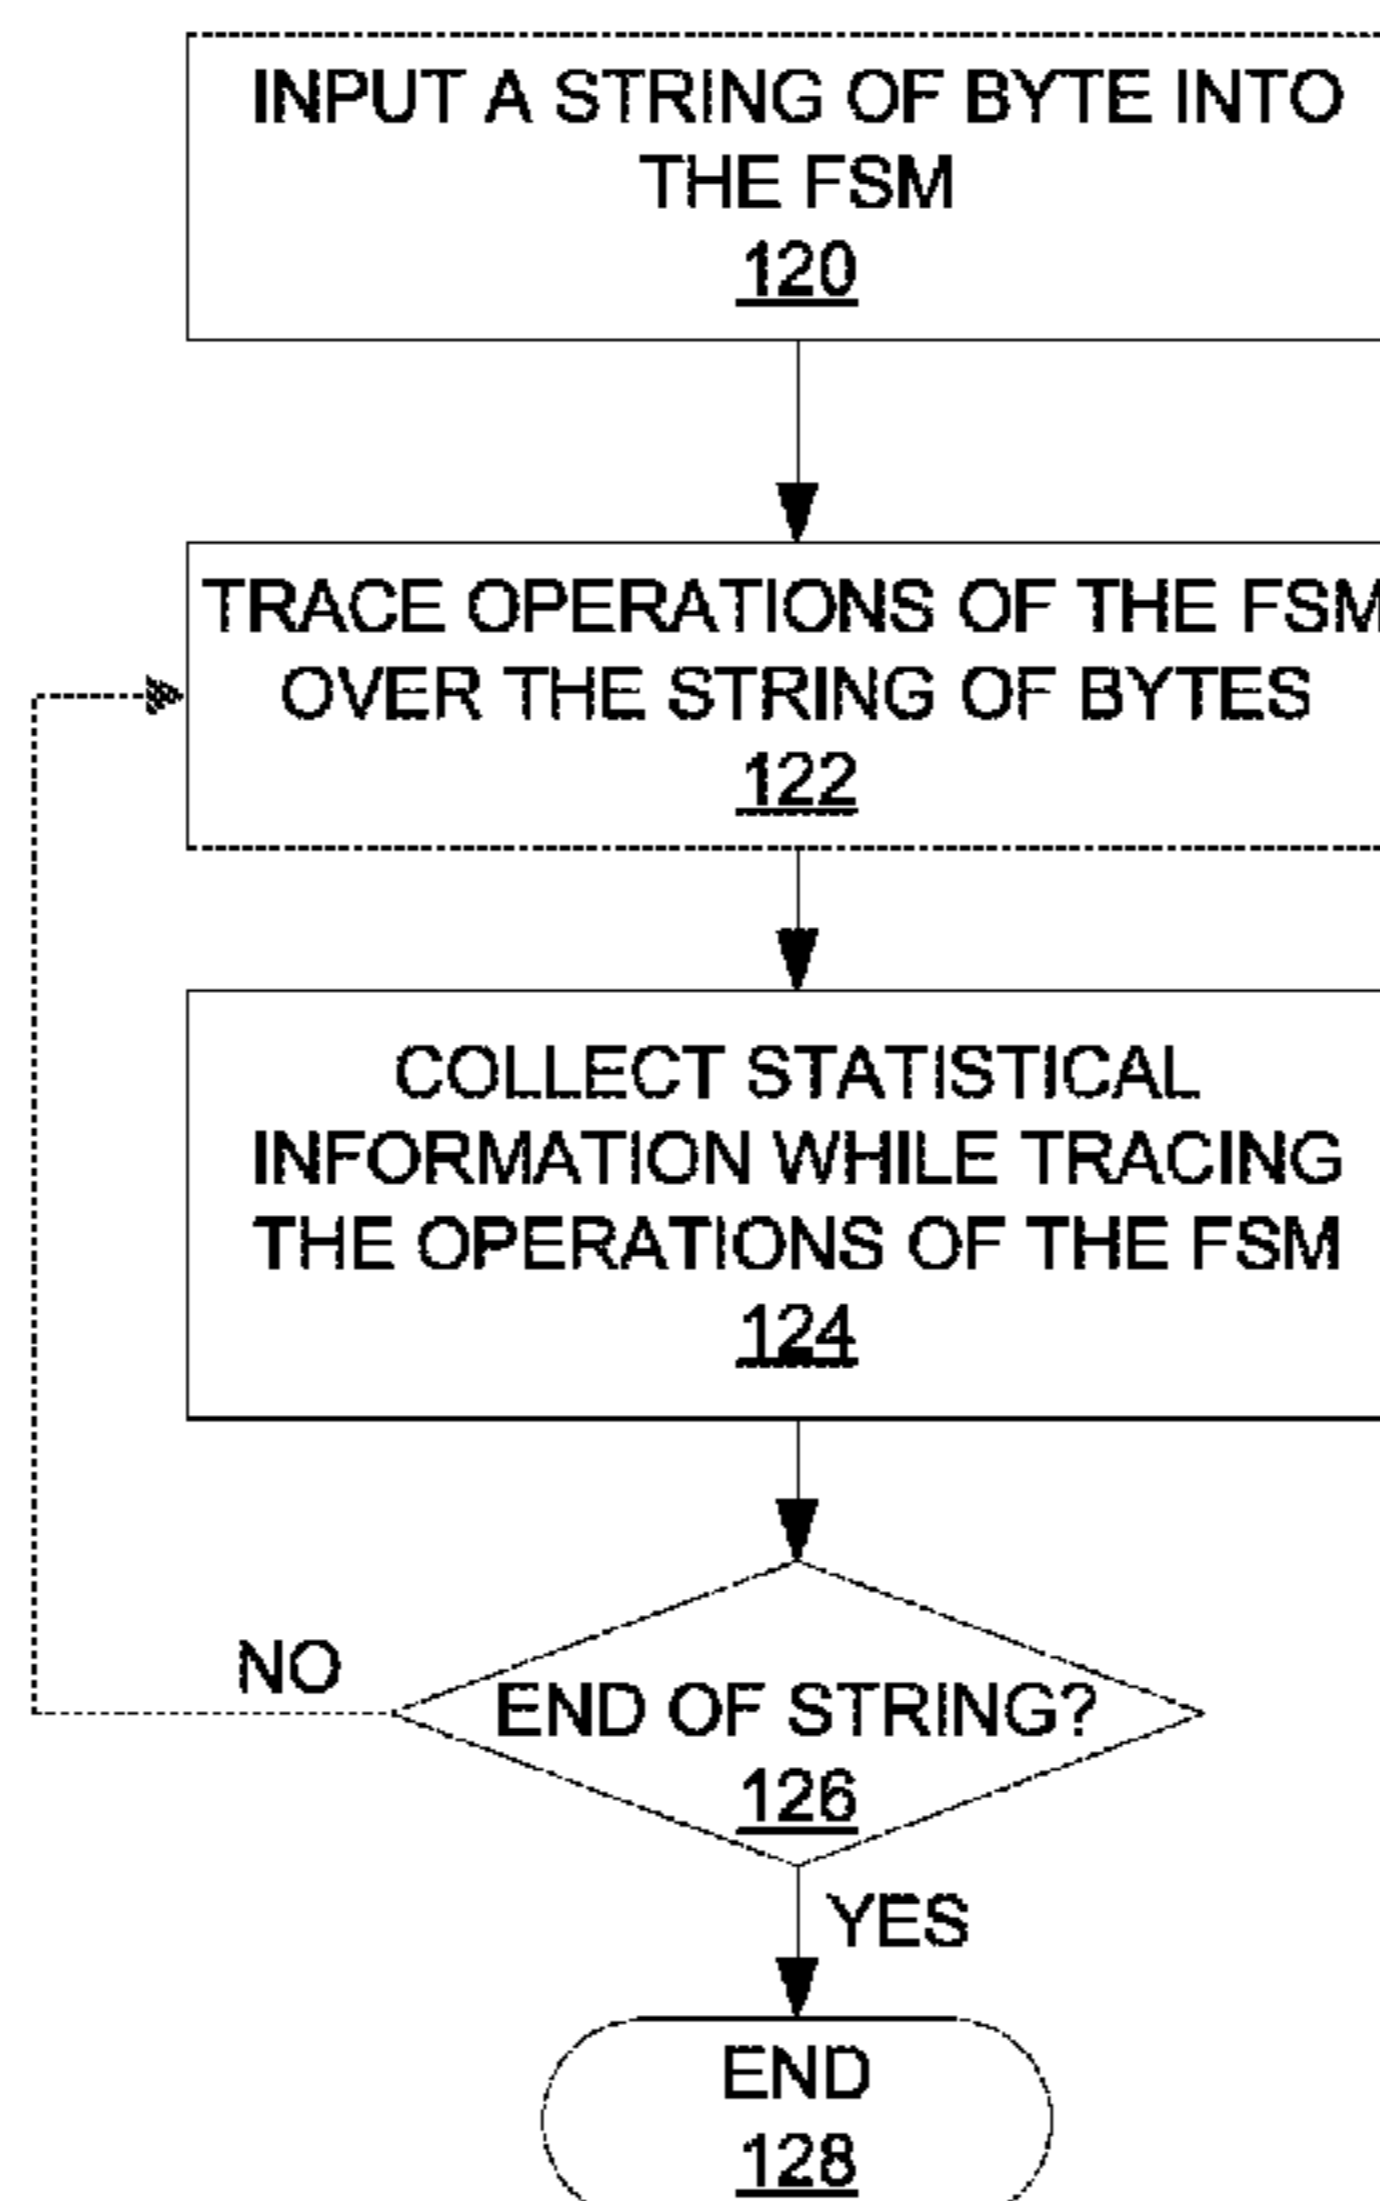 INPUT A STRING OF BYTE INTO
THE FSM
120
TRACE OPERATIONS OF THE FSM
OVER THE STRING OF BYTES
122
COLLECT STATISTICAL
INFORMATION WHILE TRACING
THE OPERATIONS OF THE FSM
124
END OF STRING?
126
NO
YES
END
128